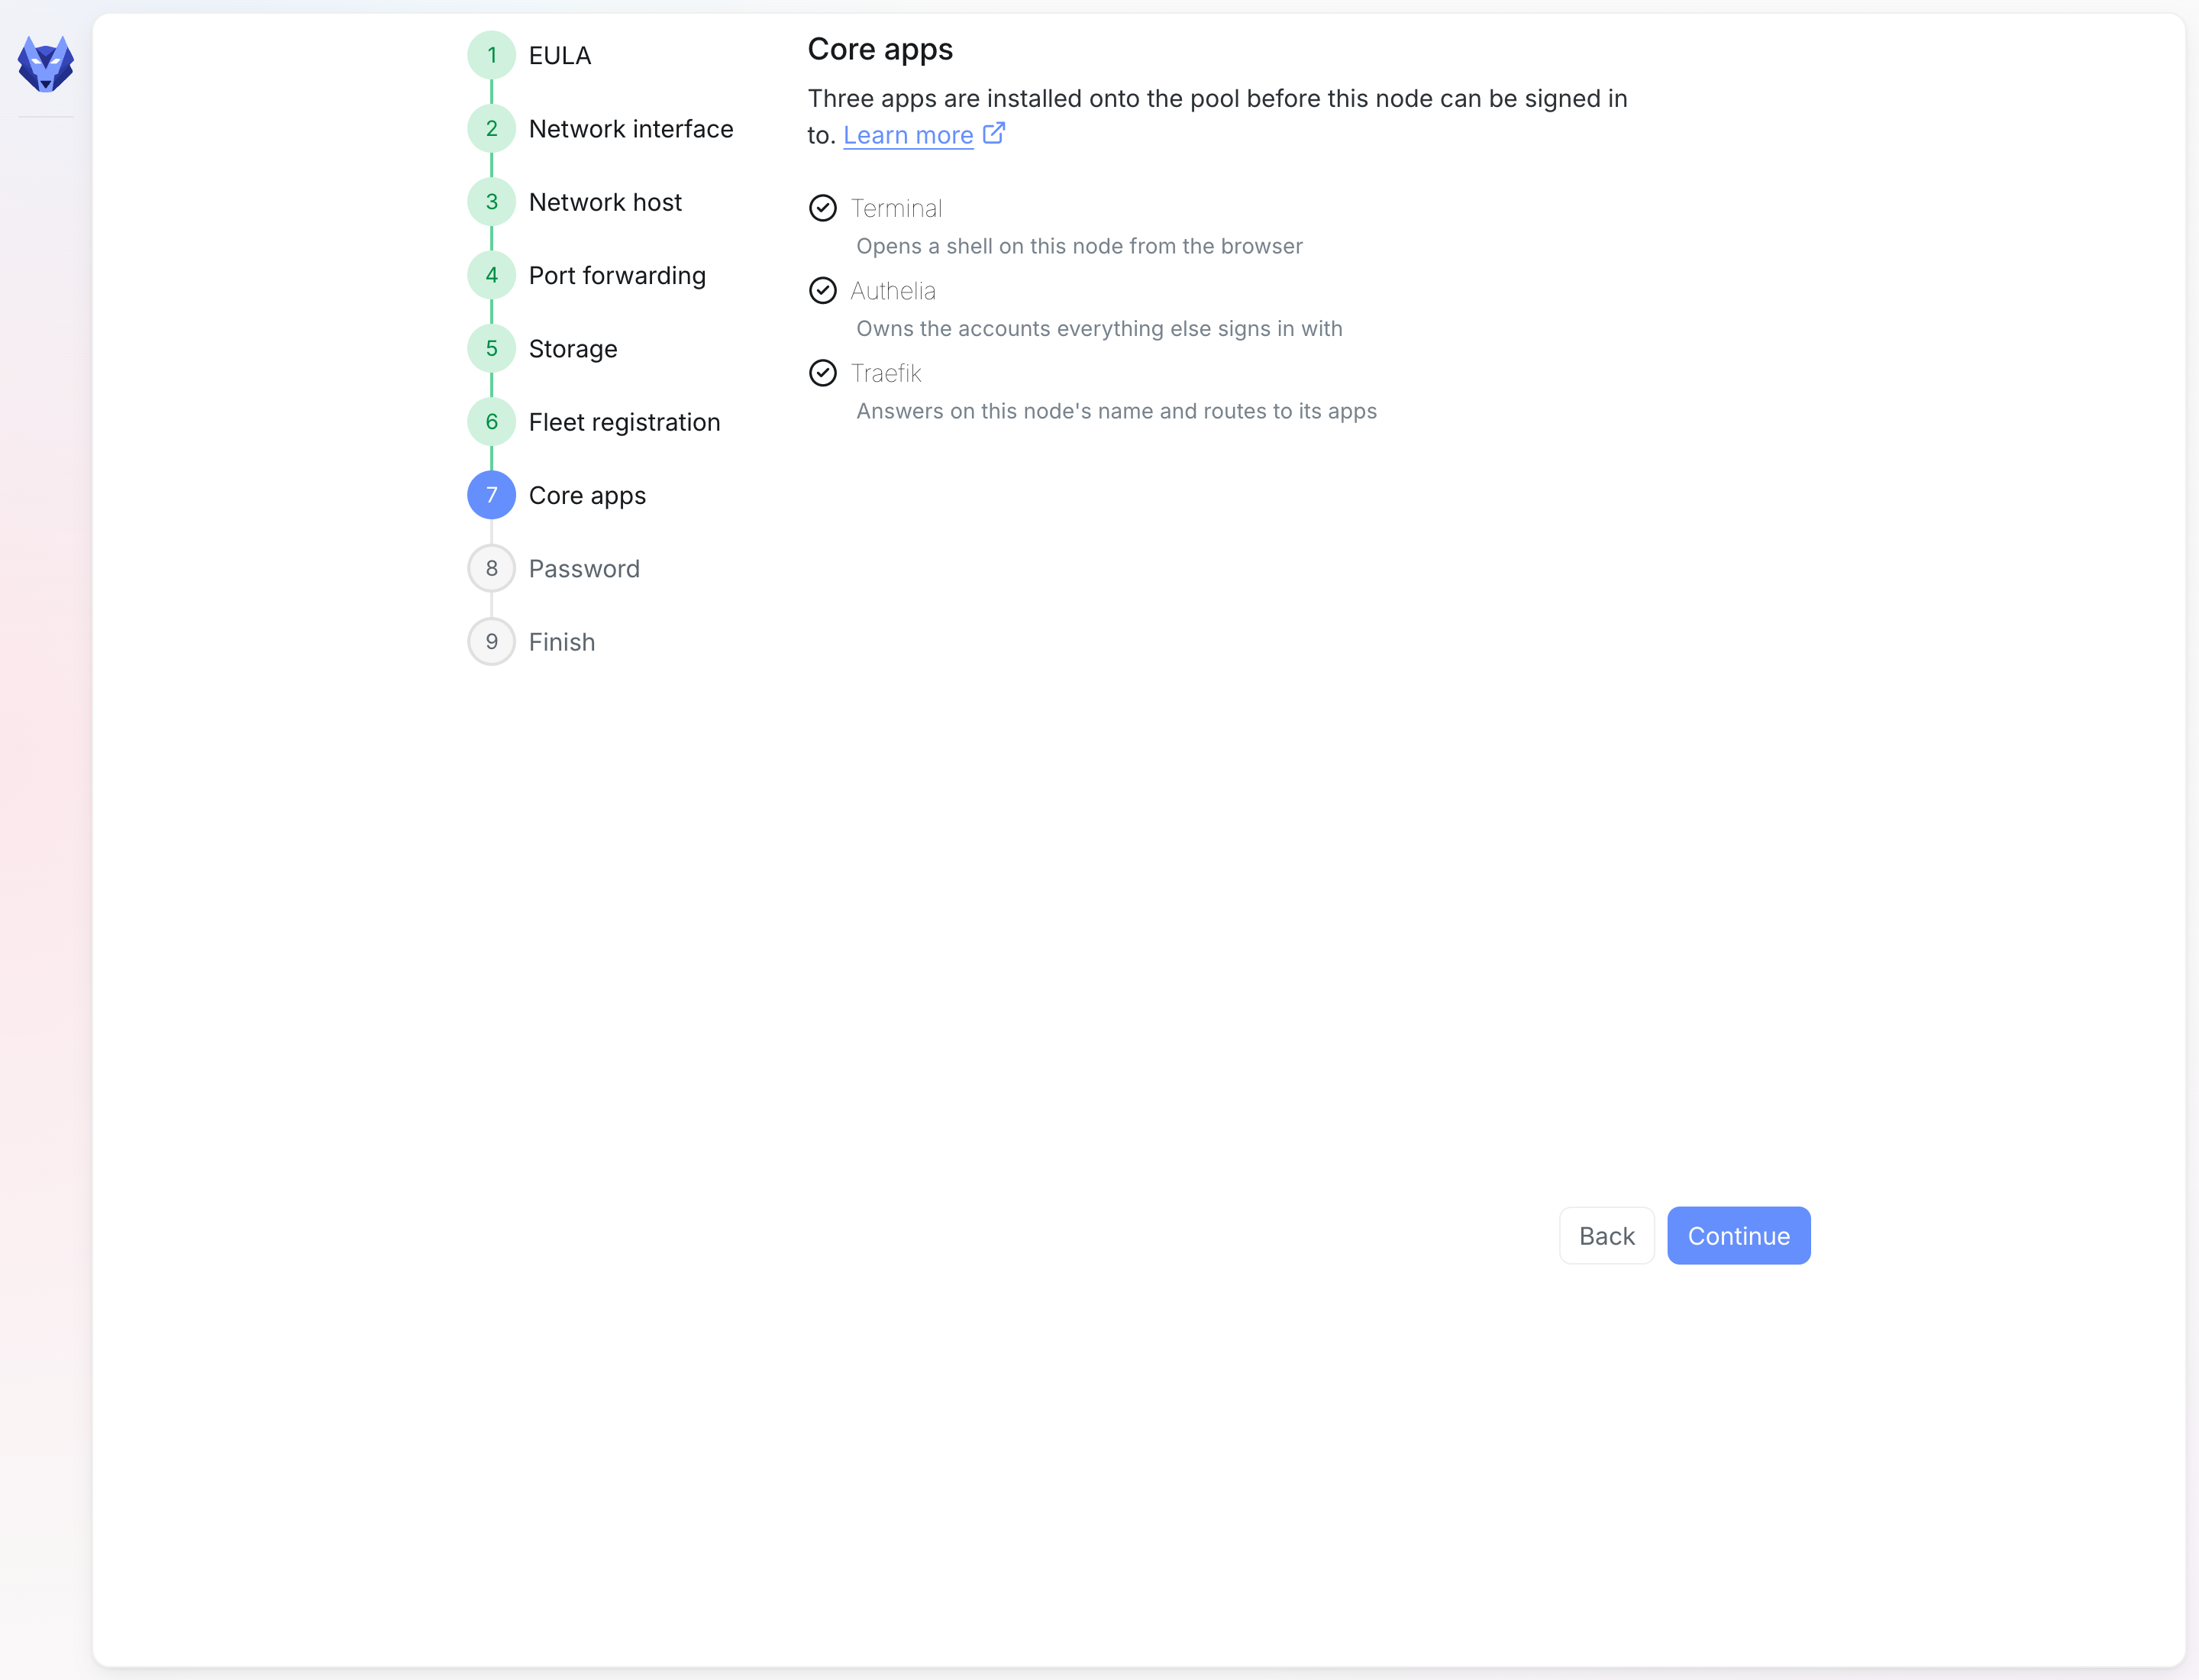 1 EULA
2 Network interface
3 Network host
4 Port forwarding
5 Storage
6 Fleet registration
7 Core apps
8 Password
9 Finish
Core apps
Three apps are installed onto the pool before this node can be signed in
to. Learn more
Terminal
Opens a shell on this node from the browser
Authelia
Owns the accounts everything else signs in with
Traefik
Answers on this node's name and routes to its apps
Back
Continue